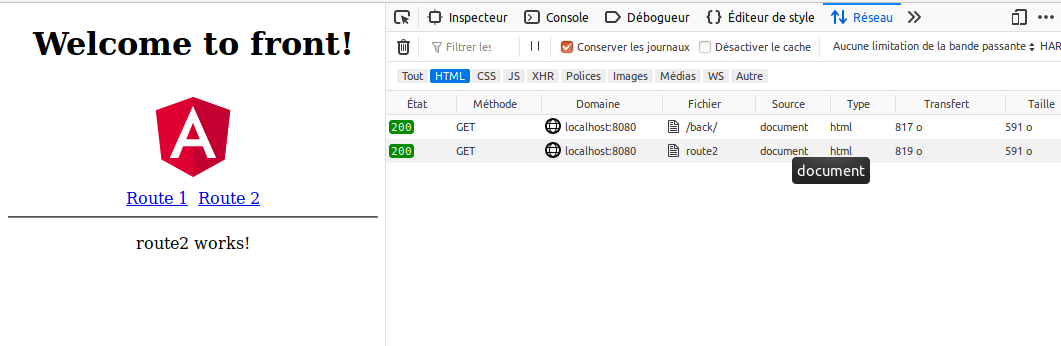 Welcome to front!
Route 1 Route 2
route2 works!
Inspecteur Console Débogueur Éditeur de style Réseau
Filtrer les Conserver les journaux Désactiver le cache Aucune limitation de la bande passante HAR
Tout HTML CSS JS XHR Polices Images Médias WS Autre
État Méthode Domaine Fichier Source Type Transfert Taille
200 GET localhost:8080 /back/ document html 817 o 591 o
200 GET localhost:8080 route2 document html 819 o 591 o
document